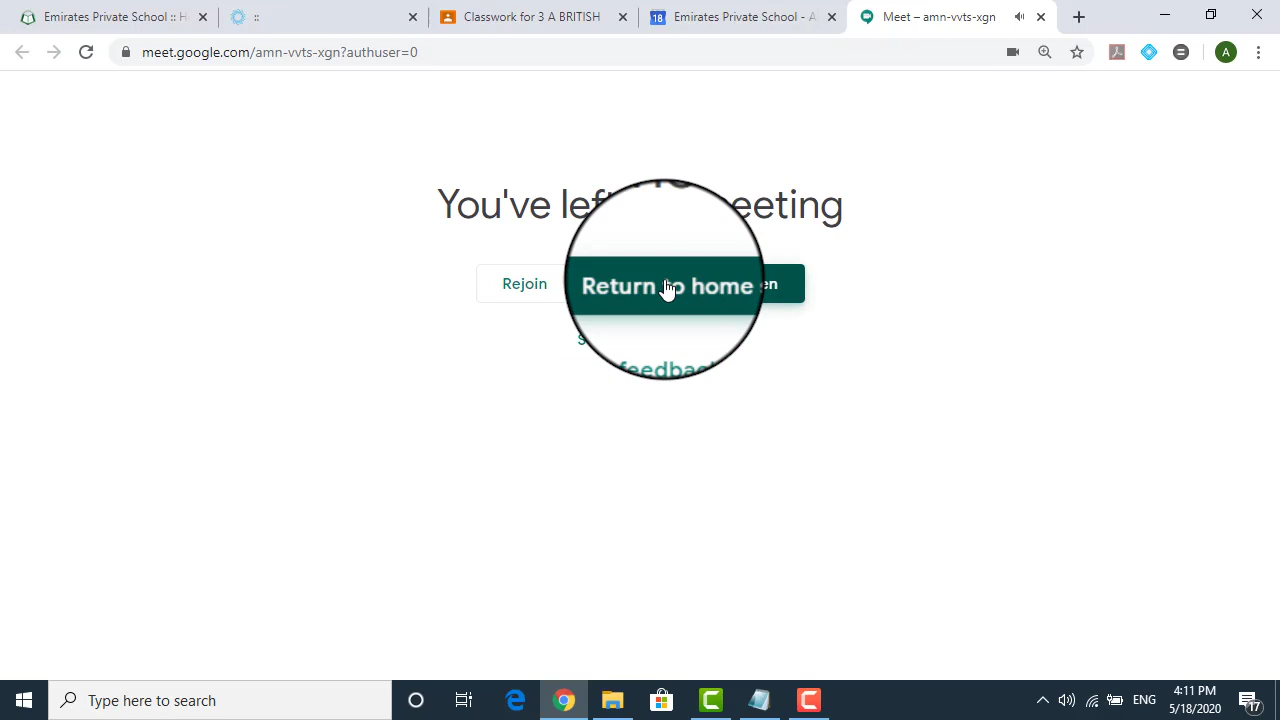 Emirates Private School ::
::
Classwork for 3 A BRITISH
18
Emirates Private School - A
Meet – amn-vvts-xgn
meet.google.com/amn-vvts-xgn?authuser=0
A
You've left eeting
Rejoin
Return to home
en
feedback
Type here to search
ENG
4:11 PM
5/18/2020
17